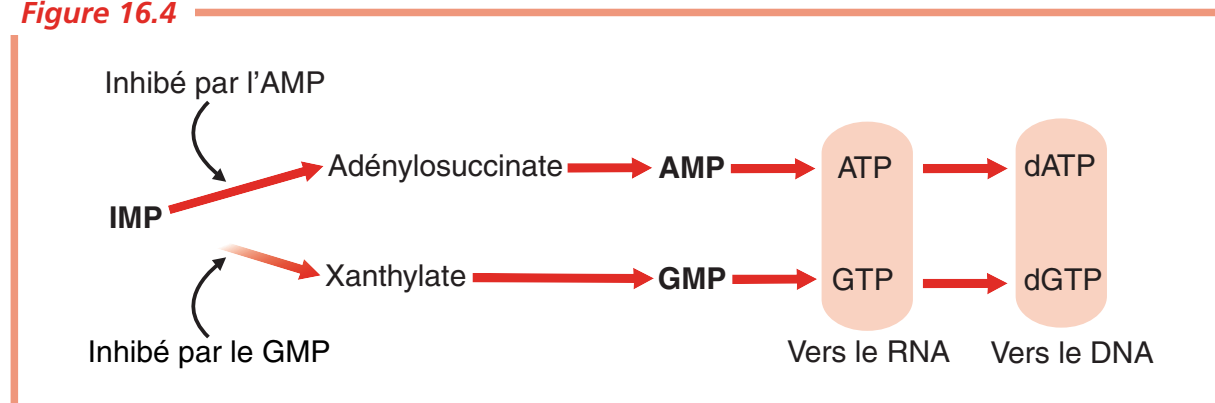 Figure 16.4
Inhibé par l'AMP
Adénylosuccinate AMP ATP dATP
IMP
Xanthylate GMP GTP dGTP
Inhibé par le GMP
Vers le RNA Vers le DNA